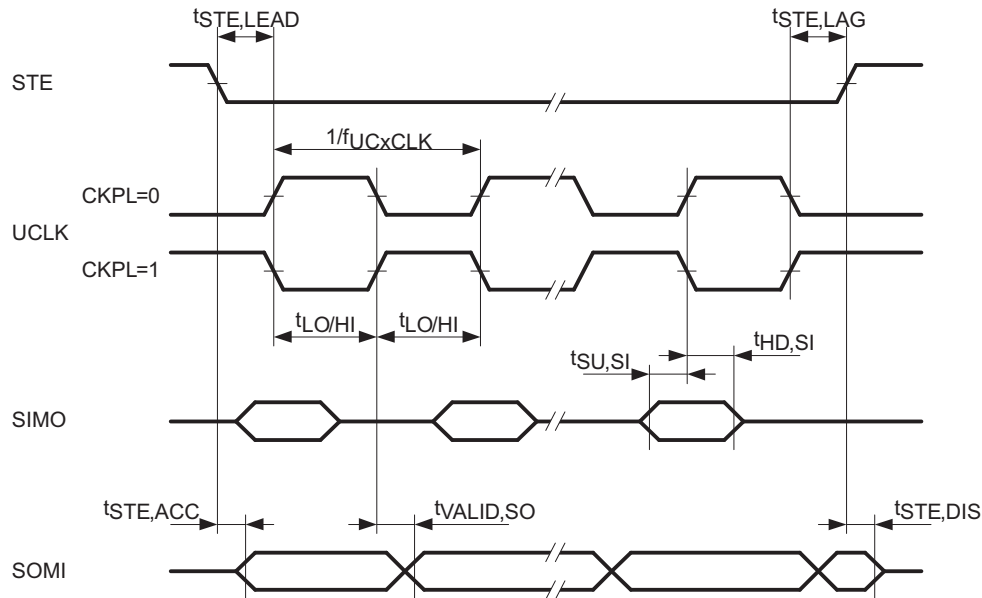 tSTE,LEAD
tSTE,LAG
STE
1/fUCxCLK
CKPL=0
UCLK
CKPL=1
tLO/HI
tLO/HI
tHD,SI
tSU,SI
SIMO
tSTE,ACC
tVALID,SO
tSTE,DIS
SOMI